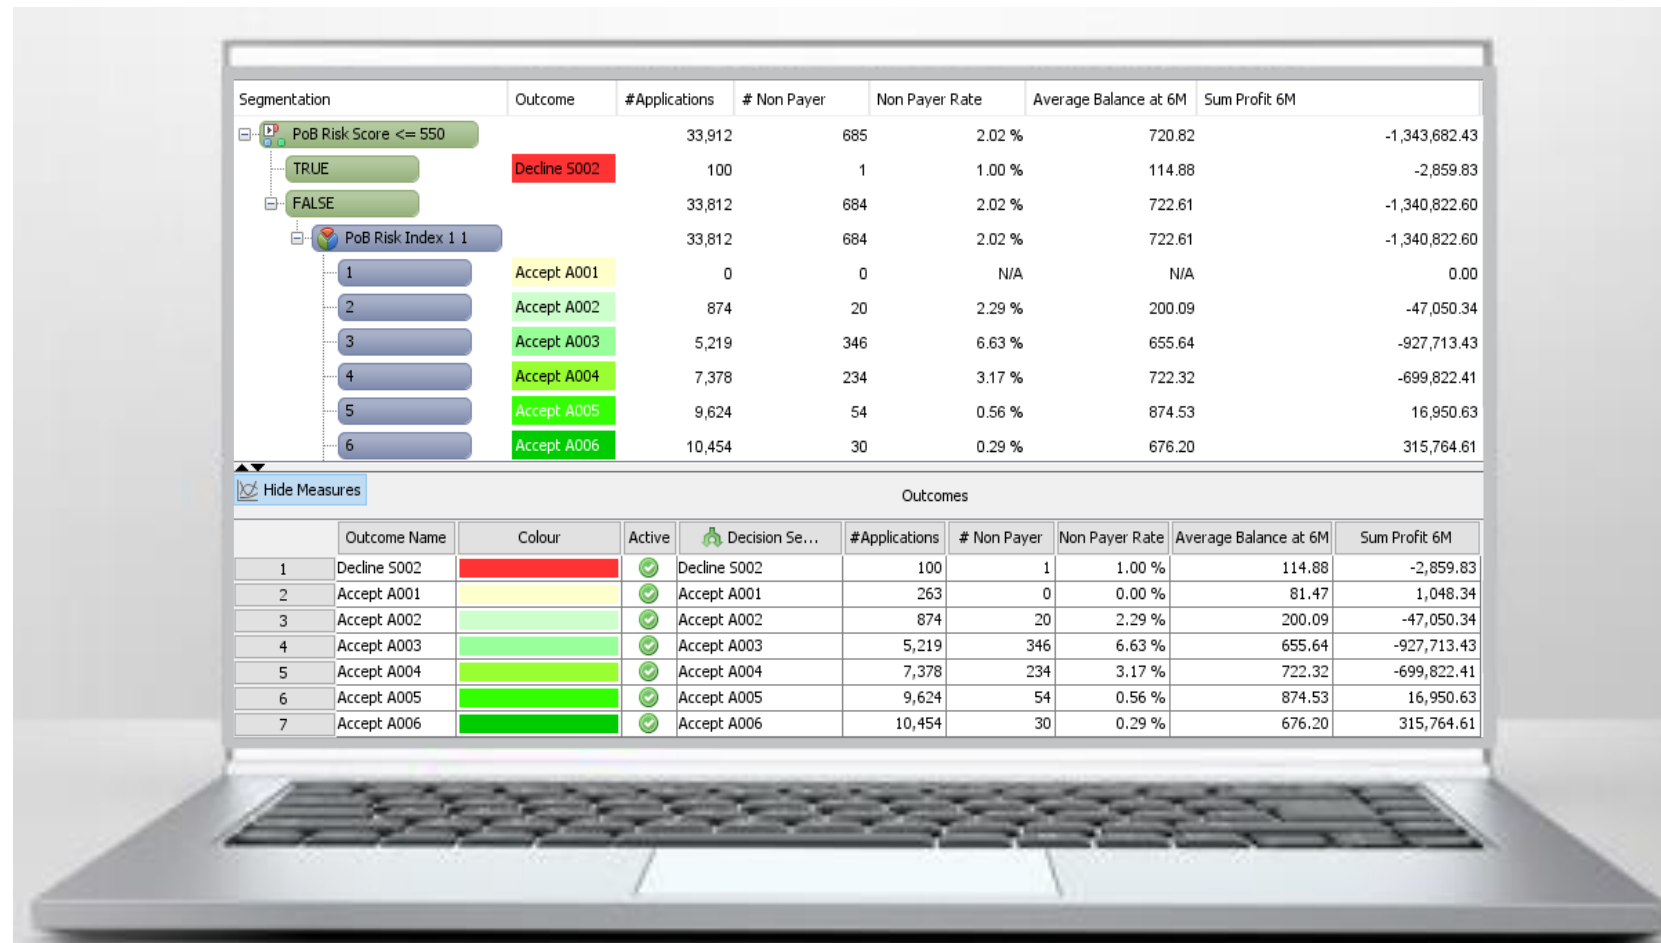 Segmentation Outcome #Applications # Non Payer Non Payer Rate Average Balance at 6M Sum Profit 6M
PoB Risk Score <= 550 33,912 685 2.02 % 720.82 -1,343,682.43
TRUE Decline S002 100 1 1.00 % 114.88 -2,859.83
FALSE 33,812 684 2.02 % 722.61 -1,340,822.60
PoB Risk Index 1 1 33,812 684 2.02 % 722.61 -1,340,822.60
1 Accept A001 0 0 N/A N/A 0.00
2 Accept A002 874 20 2.29 % 200.09 -47,050.34
3 Accept A003 5,219 346 6.63 % 655.64 -927,713.43
4 Accept A004 7,378 234 3.17 % 722.32 -699,822.41
5 Accept A005 9,624 54 0.56 % 874.53 16,950.63
6 Accept A006 10,454 30 0.29 % 676.20 315,764.61
Hide Measures
Outcomes
Outcome Name Colour Active Decision Se... #Applications # Non Payer Non Payer Rate Average Balance at 6M Sum Profit 6M
1 Decline S002 Decline S002 100 1 1.00 % 114.88 -2,859.83
2 Accept A001 Accept A001 263 0 0.00 % 81.47 1,048.34
3 Accept A002 Accept A002 874 20 2.29 % 200.09 -47,050.34
4 Accept A003 Accept A003 5,219 346 6.63 % 655.64 -927,713.43
5 Accept A004 Accept A004 7,378 234 3.17 % 722.32 -699,822.41
6 Accept A005 Accept A005 9,624 54 0.56 % 874.53 16,950.63
7 Accept A006 Accept A006 10,454 30 0.29 % 676.20 315,764.61